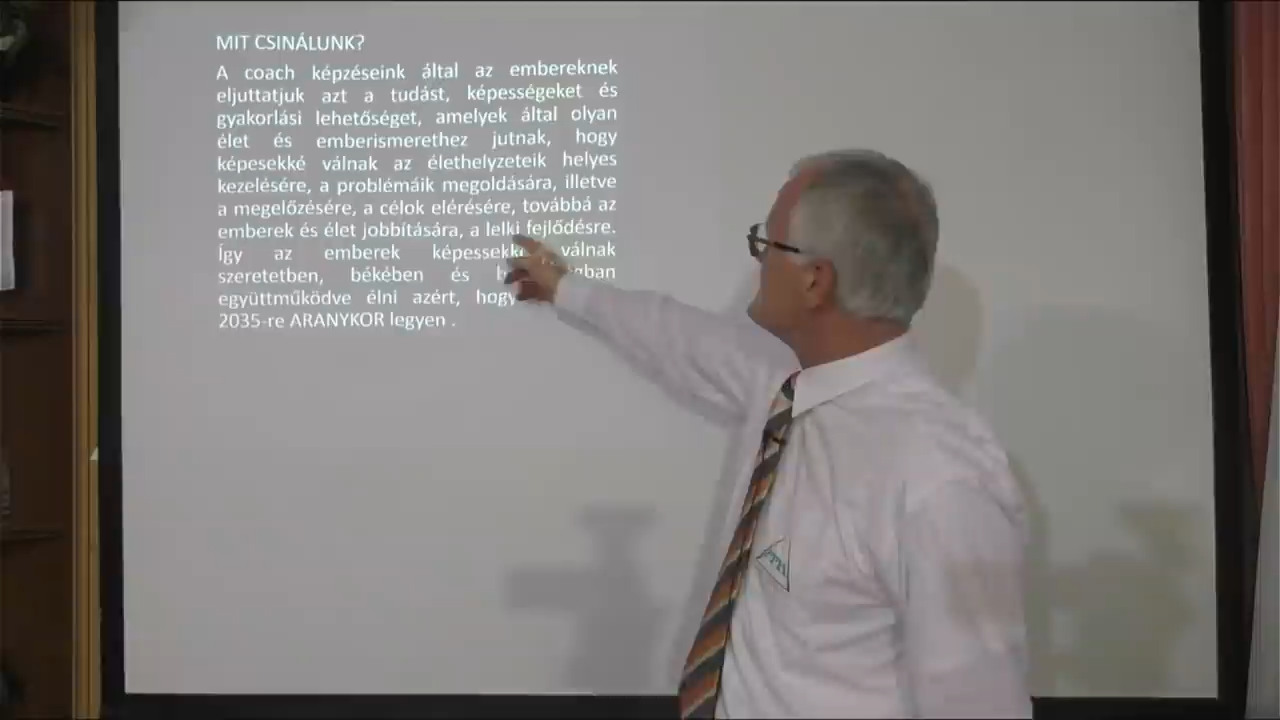 MIT CSINÁLUNK?
A coach képzéseink által az embereknek
eljuttatjuk azt a tudást, képességeket és
gyakorlási lehetőséget, amelyek által olyan
élet és emberismerethez jutnak, hogy
képesekké válnak az élethelyzeteik helyes
kezelésére, a problémáik megoldására, illetve
a megelőzésére, a célok elérésére, továbbá az
emberek és élet jobbítására, a lelki fejlődésre.
Így az emberek válnak
szeretetben, békében és
együttműködve élni azért, hogy
2035-re ARANYKOR legyen .